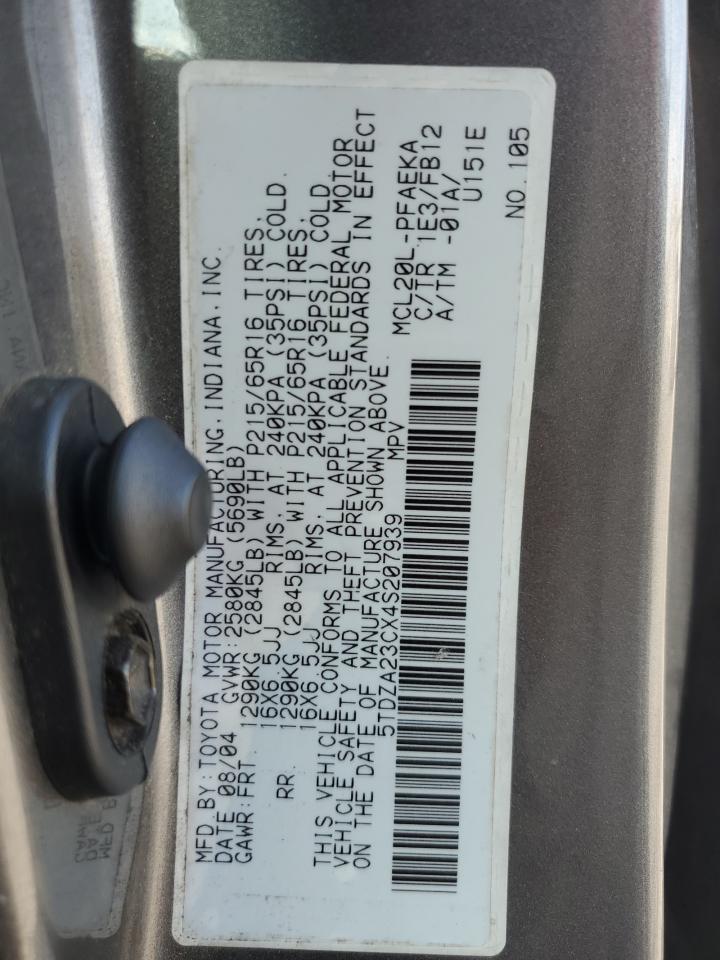 MFD.BY:TOYOTA MOTOR MANUFACTURING,INDIANA,INC.
DATE 08/04 GVWR:2580KG (5690LB)
GAWR:FRT. 1290KG (2845LB) WITH P215/65R16 TIRES,
16X6.5JJ RIMS, AT 240KPA (35PSI) COLD.
RR. 1290KG (2845LB) WITH P215/65R16 TIRES,
16X6.5JJ RIMS, AT 240KPA (35PSI) COLD.
THIS VEHICLE CONFORMS TO ALL APPLICABLE FEDERAL MOTOR
VEHICLE SAFETY AND THEFT PREVENTION STANDARDS IN EFFECT
ON THE DATE OF MANUFACTURE SHOWN ABOVE.
5TDZA23CX4S207939 MPV
MCL20L-PFAEKA
C/TR 1E3/FB12
A/TM -01A/
U151E
NO.105